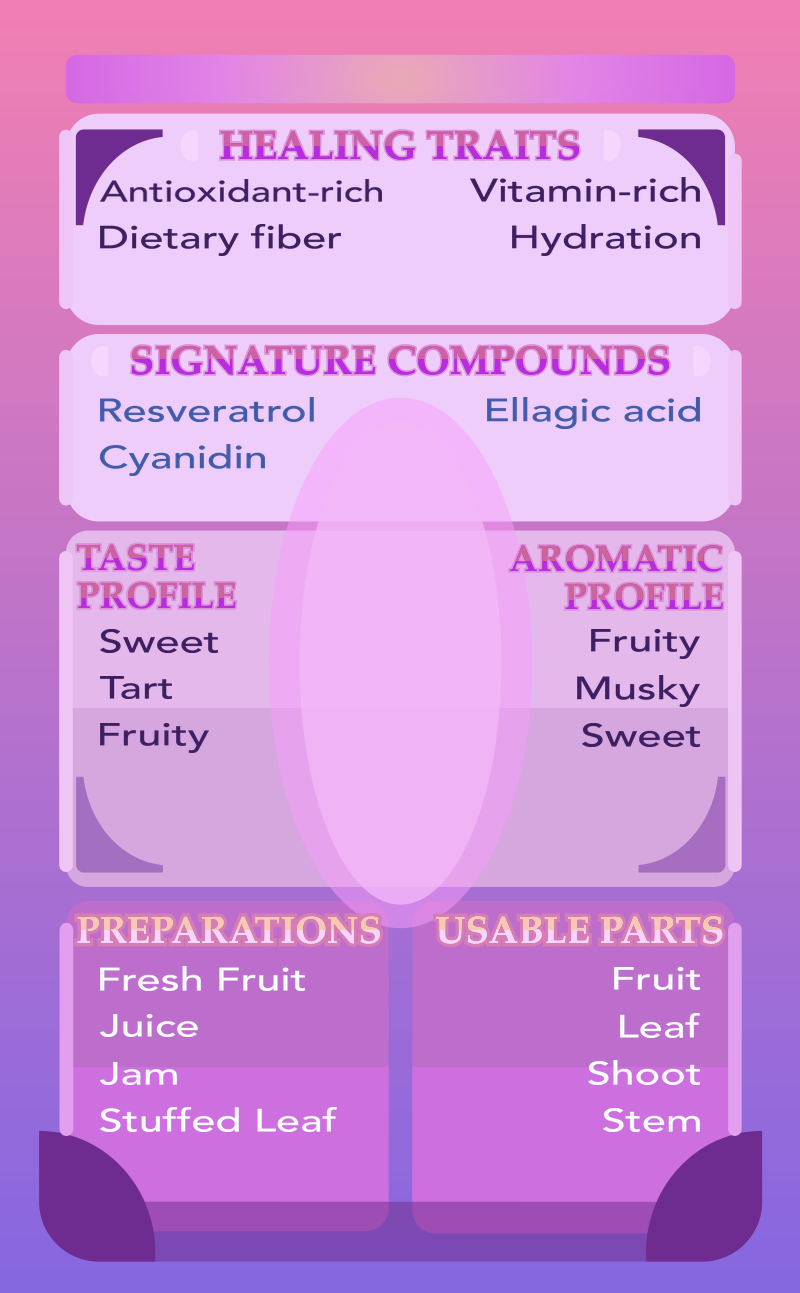 HEALING TRAITS
Antioxidant-rich
Vitamin-rich
Dietary fiber
Hydration
SIGNATURE COMPOUNDS
Resveratrol
Ellagic acid
Cyanidin
TASTE
PROFILE
Sweet
Tart
Fruity
AROMATIC
PROFILE
Fruity
Musky
Sweet
PREPARATIONS
Fresh Fruit
Juice
Jam
Stuffed Leaf
USABLE PARTS
Fruit
Leaf
Shoot
Stem